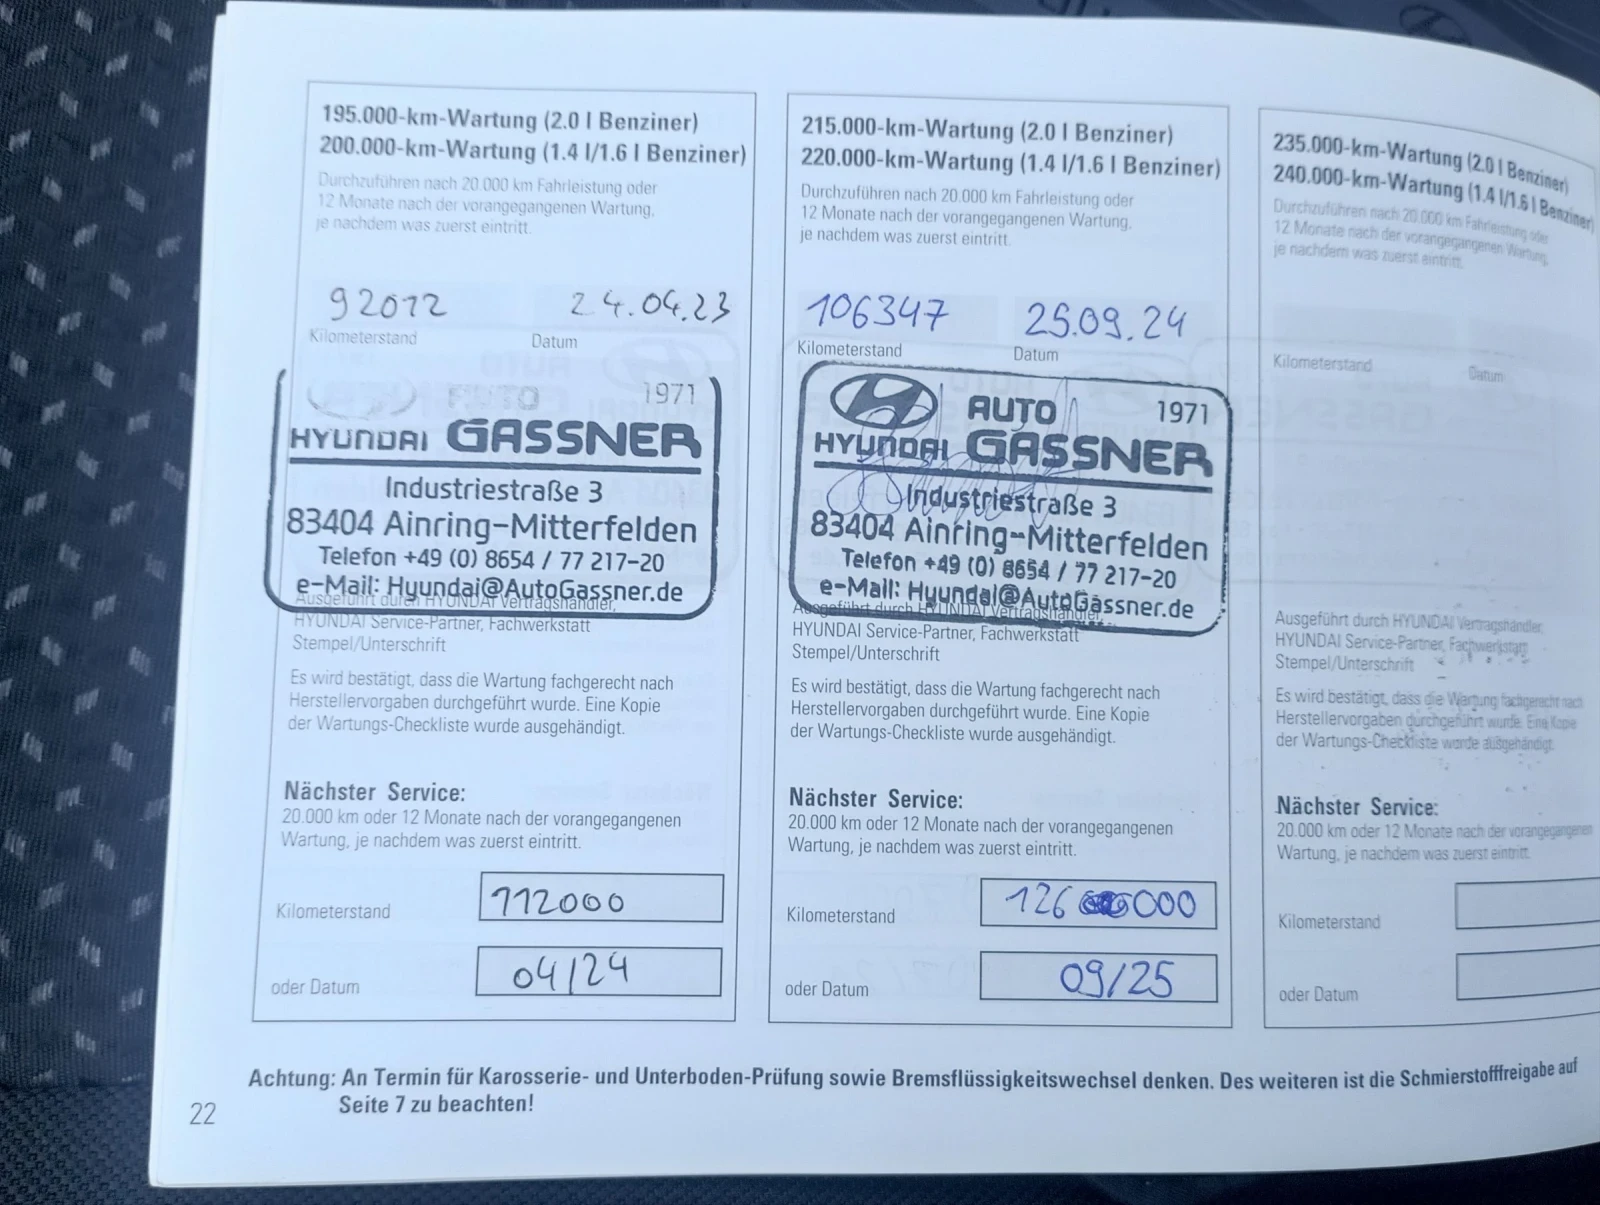 195.000-km-Wartung (2.0 l Benziner)
200.000-km-Wartung (1.4 l/1.6 l Benziner)
Durchzuführen nach 20.000 km Fahrleistung oder
12 Monate nach der vorangegangenen Wartung,
je nachdem was zuerst eintritt.
92012 24.04.23
Kilometerstand Datum
AUTO 1971
HYUNDAI GASSNER
Industriestraße 3
83404 Ainring-Mitterfelden
Telefon +49 (0) 8654 / 77 217-20
e-Mail: Hyundai@AutoGassner.de
Ausgeführt durch HYUNDAI Vertragshändler,
HYUNDAI Service-Partner, Fachwerkstatt
Stempel/Unterschrift
Es wird bestätigt, dass die Wartung fachgerecht nach
Herstellervorgaben durchgeführt wurde. Eine Kopie
der Wartungs-Checkliste wurde ausgehändigt.
Nächster Service:
20.000 km oder 12 Monate nach der vorangegangenen
Wartung, je nachdem was zuerst eintritt.
Kilometerstand 112000
oder Datum 04/24
215.000-km-Wartung (2.0 l Benziner)
220.000-km-Wartung (1.4 l/1.6 l Benziner)
Durchzuführen nach 20.000 km Fahrleistung oder
12 Monate nach der vorangegangenen Wartung,
je nachdem was zuerst eintritt.
106347 25.09.24
Kilometerstand Datum
AUTO 1971
HYUNDAI GASSNER
Industriestraße 3
83404 Ainring-Mitterfelden
Telefon +49 (0) 8654 / 77 217-20
e-Mail: Hyundai@AutoGassner.de
Ausgeführt durch HYUNDAI Vertragshändler,
HYUNDAI Service-Partner, Fachwerkstatt
Stempel/Unterschrift
Es wird bestätigt, dass die Wartung fachgerecht nach
Herstellervorgaben durchgeführt wurde. Eine Kopie
der Wartungs-Checkliste wurde ausgehändigt.
Nächster Service:
20.000 km oder 12 Monate nach der vorangegangenen
Wartung, je nachdem was zuerst eintritt.
Kilometerstand 126 000
oder Datum 09/25
235.000-km-Wartung (2.0 l Benziner)
240.000-km-Wartung (1.4 l/1.6 l Benziner)
Durchzuführen nach 20.000 km Fahrleistung oder
12 Monate nach der vorangegangenen Wartung,
je nachdem was zuerst eintritt.
Kilometerstand Datum
Ausgeführt durch HYUNDAI Vertragshändler,
HYUNDAI Service-Partner, Fachwerkstatt
Stempel/Unterschrift
Es wird bestätigt, dass die Wartung fachgerecht nach
Herstellervorgaben durchgeführt wurde. Eine Kopie
der Wartungs-Checkliste wurde ausgehändigt.
Nächster Service:
20.000 km oder 12 Monate nach der vorangegangenen
Wartung, je nachdem was zuerst eintritt.
Kilometerstand
oder Datum
Achtung: An Termin für Karosserie- und Unterboden-Prüfung sowie Bremsflüssigkeitswechsel denken. Des weiteren ist die Schmierstofffreigabe auf
Seite 7 zu beachten!
22